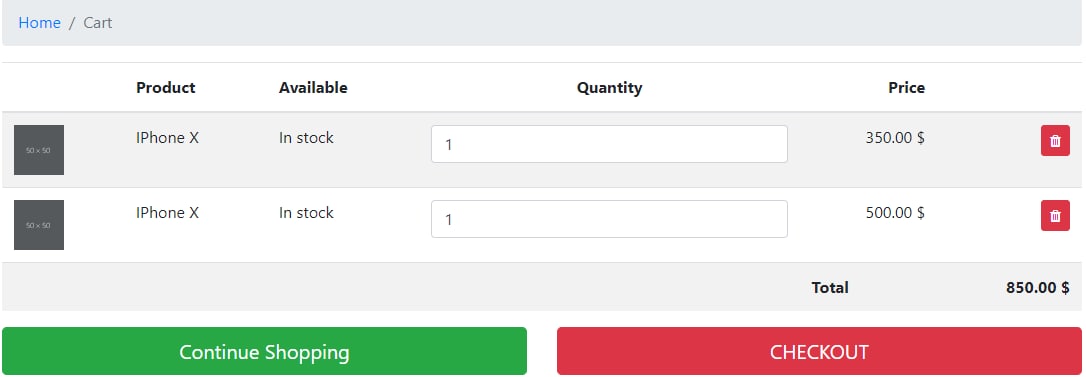 Home / Cart
Product Available Quantity Price
50 × 50 IPhone X In stock 1 350.00 $
50 × 50 IPhone X In stock 1 500.00 $
Total 850.00 $
Continue Shopping CHECKOUT